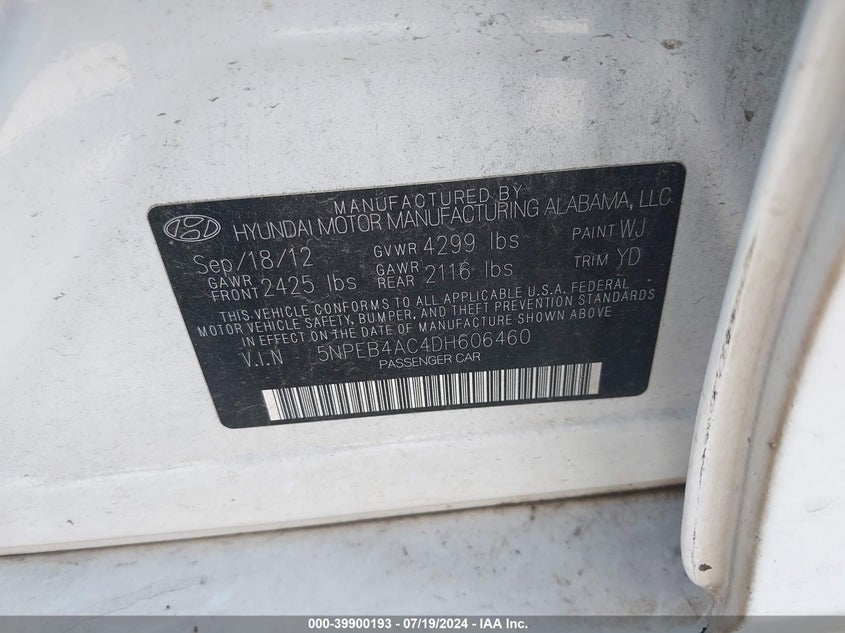 MANUFACTURED BY
HYUNDAI MOTOR MANUFACTURING ALABAMA, LLC
Sep/18/12 GVWR 4299 lbs PAINT WJ
GAWR FRONT 2425 lbs GAWR REAR 2116 lbs TRIM YD
THIS VEHICLE CONFORMS TO ALL APPLICABLE U.S.A. FEDERAL
MOTOR VEHICLE SAFETY, BUMPER, AND THEFT PREVENTION STANDARDS
IN EFFECT ON THE DATE OF MANUFACTURE SHOWN ABOVE
V.I.N 5NPEB4AC4DH606460
PASSENGER CAR
000-39900193 - 07/19/2024 - IAA Inc.